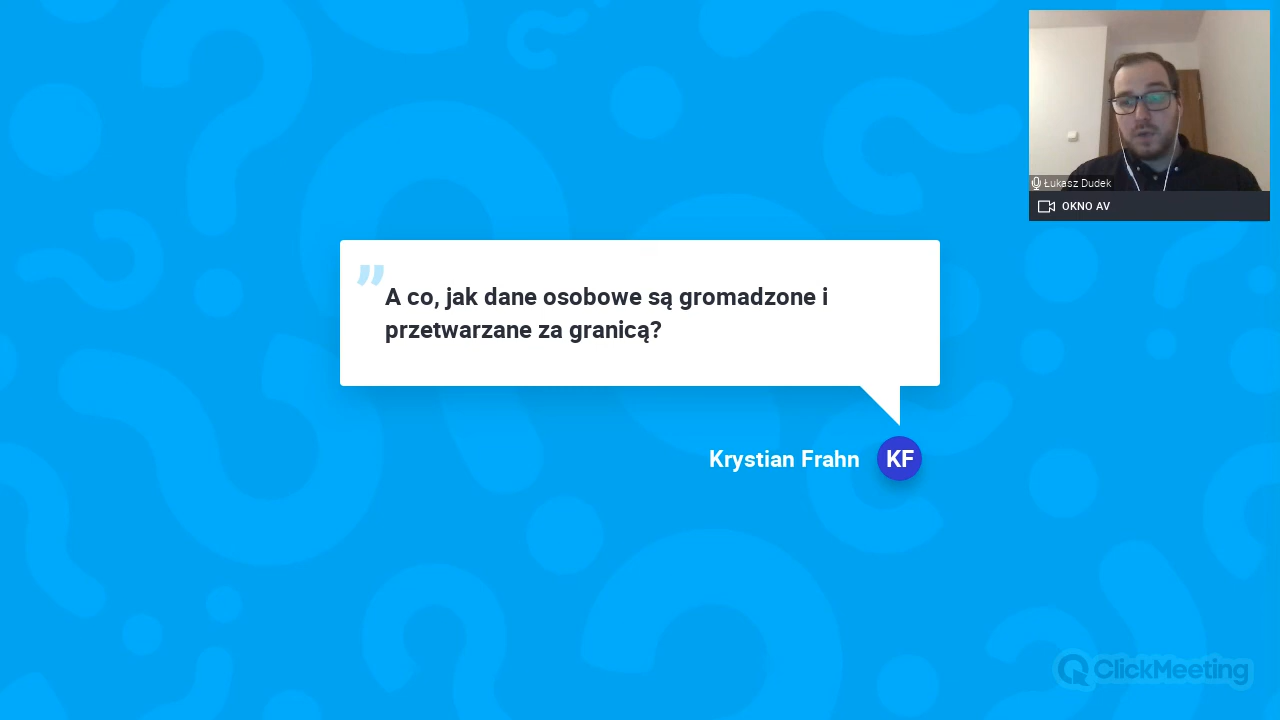 Łukasz Dudek
OKNO AV
” A co, jak dane osobowe są gromadzone i
przetwarzane za granicą?
Krystian Frahn KF
ClickMeeting